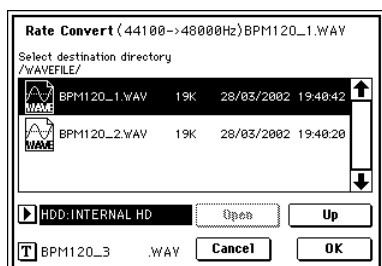 Rate Convert(44100->48000Hz)BPM120_1.WAV
Select destination directory
/WAVEFILE/
WAVE BPM120_1.WAV 19K 28/03/2002 19:40:42
WAVE BPM120_2.WAV 19K 28/03/2002 19:40:20
HDD:INTERNAL HD Open Up
T BPM120_3 .WAV Cancel OK